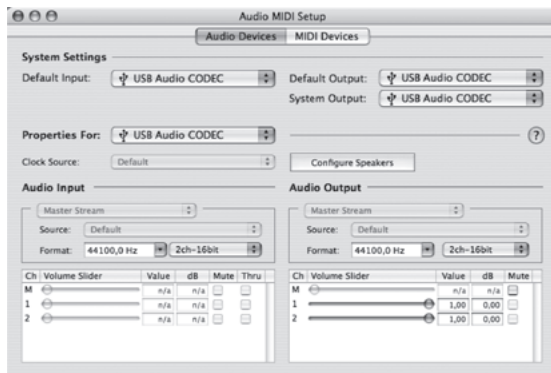 Audio MIDI Setup
Audio Devices MIDI Devices
System Settings
Default Input: USB Audio CODEC
Default Output: USB Audio CODEC
System Output: USB Audio CODEC
Properties For: USB Audio CODEC ?
Clock Source: Default
Configure Speakers
Audio Input
Master Stream
Source: Default
Format: 44100,0 Hz 2ch-16bit
Ch Volume Slider Value dB Mute Thru
M n/a n/a
1 n/a n/a
2 n/a n/a
Audio Output
Master Stream
Source: Default
Format: 44100,0 Hz 2ch-16bit
Ch Volume Slider Value dB Mute
M n/a n/a
1 1,00 0,00
2 1,00 0,00